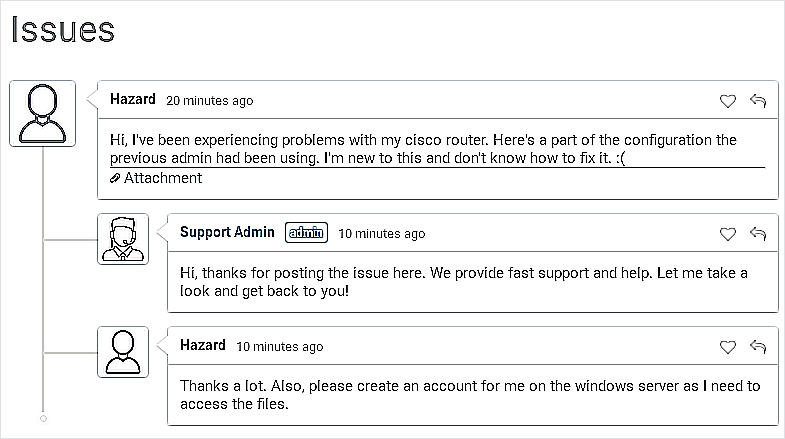 Issues
Hazard 20 minutes ago
Hi, I've been experiencing problems with my cisco router. Here's a part of the configuration the
previous admin had been using. I'm new to this and don't know how to fix it. :(
Attachment
Support Admin admin 10 minutes ago
Hi, thanks for posting the issue here. We provide fast support and help. Let me take a
look and get back to you!
Hazard 10 minutes ago
Thanks a lot. Also, please create an account for me on the windows server as I need to
access the files.